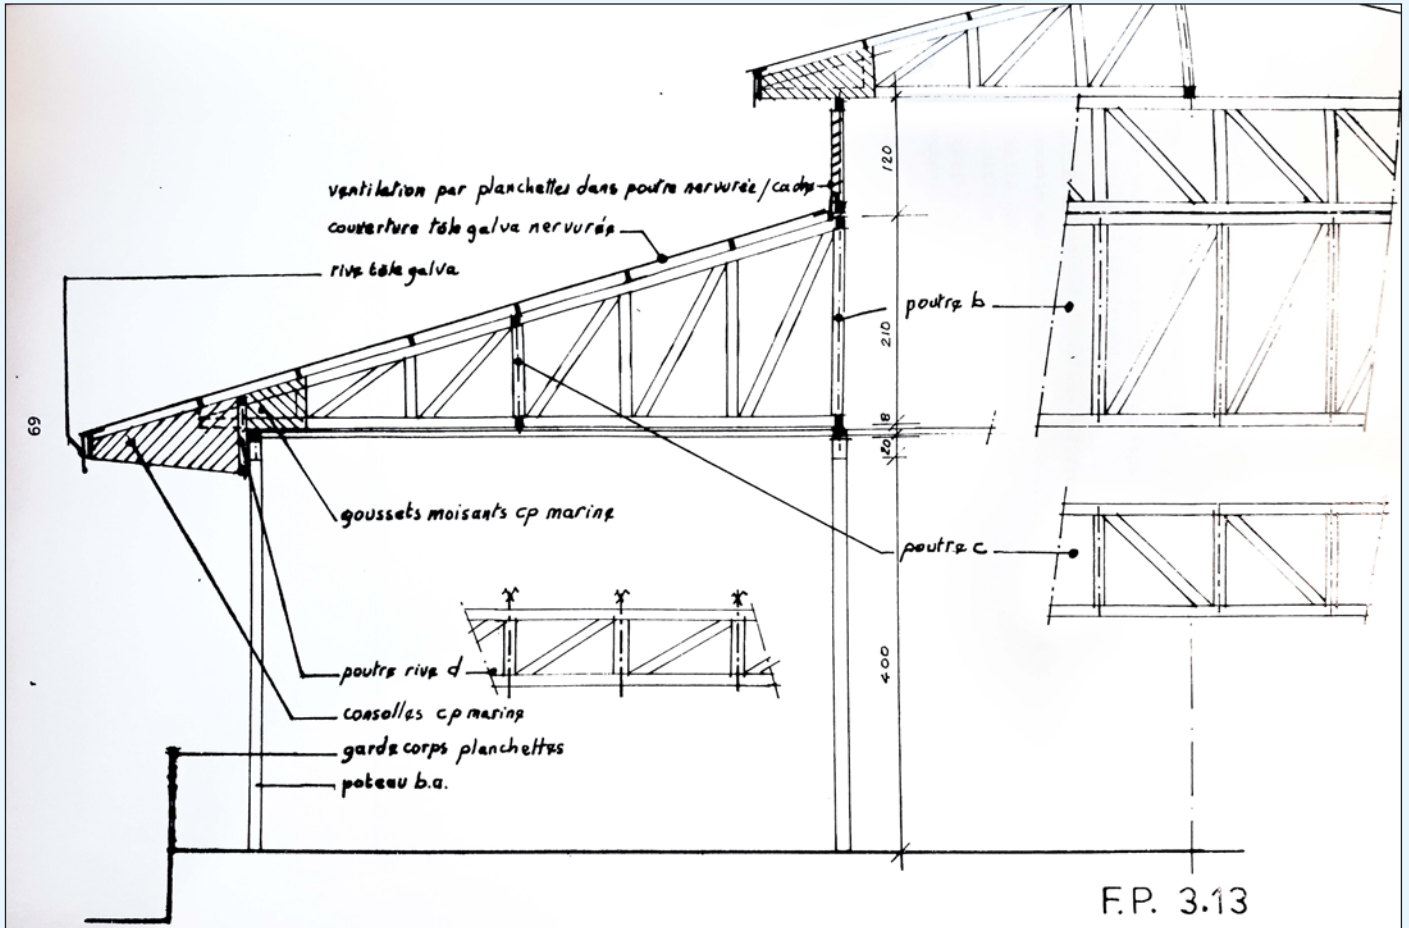 ventilation par planchettes dans poutre nervurée/cadre
couverture tôle galva nervurée
rive tôle galva
120
poutre b
210
18
20
69
goussets moisants cp marine
poutre c
400
poutre rive d
consolles cp marine
garde corps planchettes
poteau b.a.
F.P. 3.13